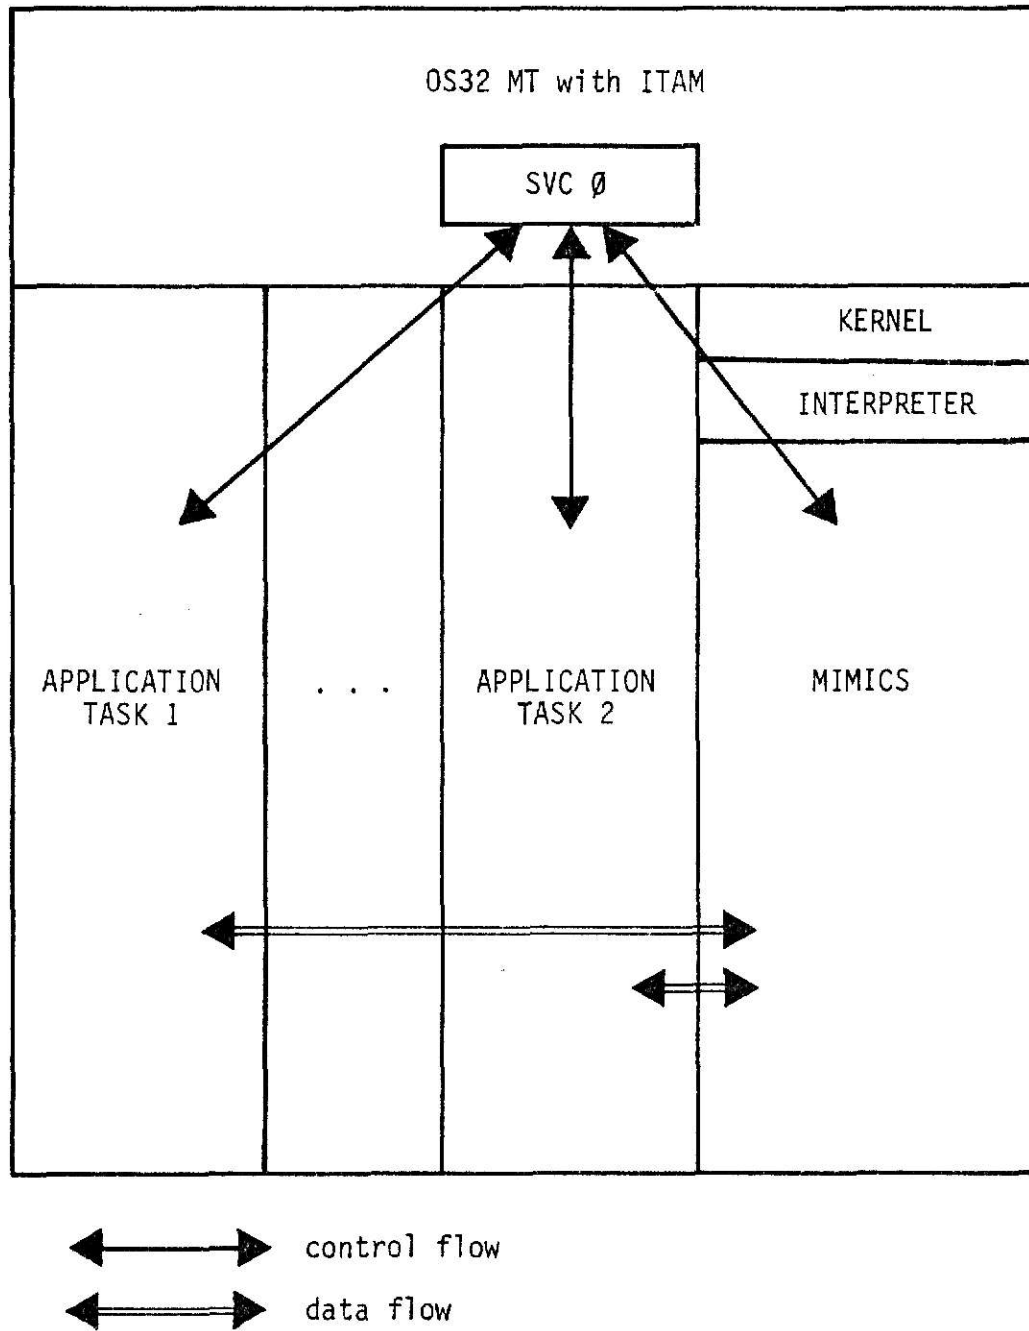 OS32 MT with ITAM
SVC Ø
KERNEL
INTERPRETER
APPLICATION
TASK 1
. . .
APPLICATION
TASK 2
MIMICS
control flow
data flow